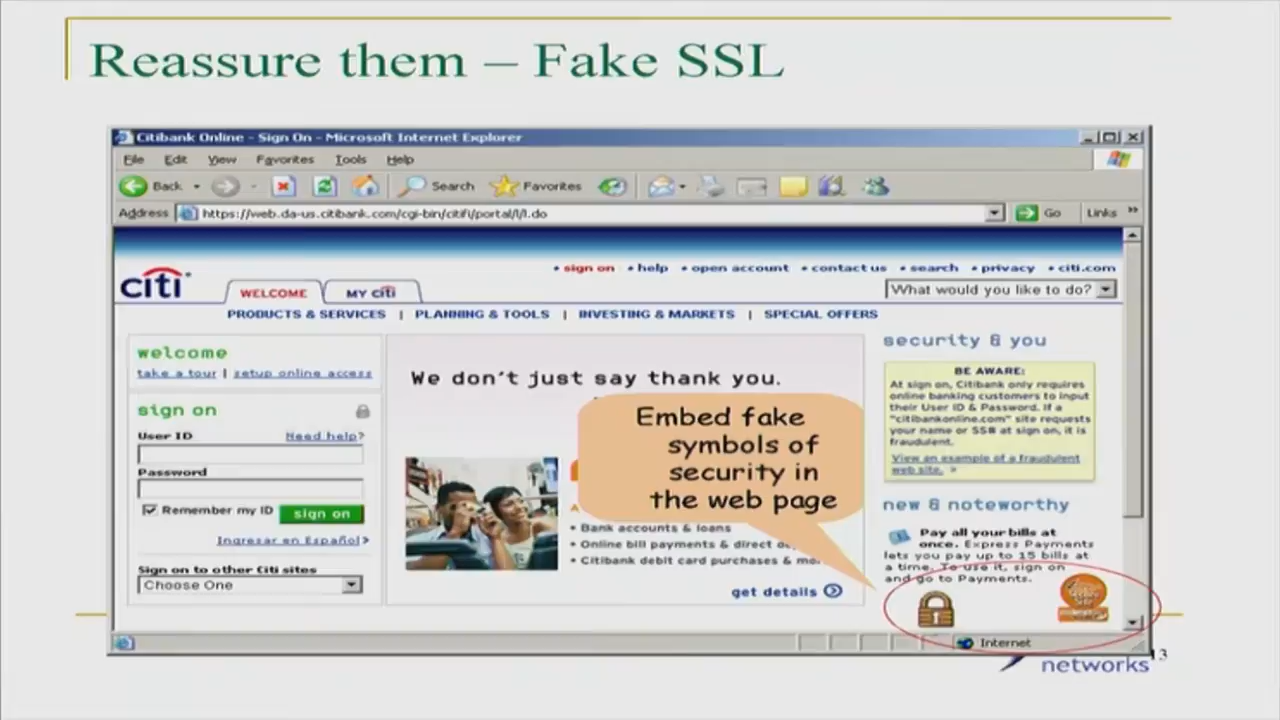 Reassure them – Fake SSL
Citibank Online - Sign On - Microsoft Internet Explorer
File Edit View Favorites Tools Help
Back Search Favorites
Address https://web.da-us.citibank.com/cgi-bin/citifi/portal/l/l.do Go Links »
• sign on • help • open account • contact us • search • privacy • citi.com
citi WELCOME MY citi What would you like to do?
PRODUCTS & SERVICES | PLANNING & TOOLS | INVESTING & MARKETS | SPECIAL OFFERS
welcome
take a tour | setup online access
sign on
User ID Need help?
Password
Remember my ID sign on
Ingresar en Español >
Sign on to other Citi sites
Choose One
We don't just say thank you.
Embed fake
symbols of
security in
the web page
• Bank accounts & loans
• Online bill payments & direct
• Citibank debit card purchases &
get details
security & you
BE AWARE:
At sign on, Citibank only requires
online banking customers to input
their User ID & Password. If a
"citibankonline.com" site requests
your name or SS# at sign on, it is
fraudulent.
View an example of a fraudulent
web site. >
new & noteworthy
Pay all your bills at
once. Express Payments
lets you pay up to 15 bills at
a time. To use it, sign on
and go to Payments.
Internet
networks
13